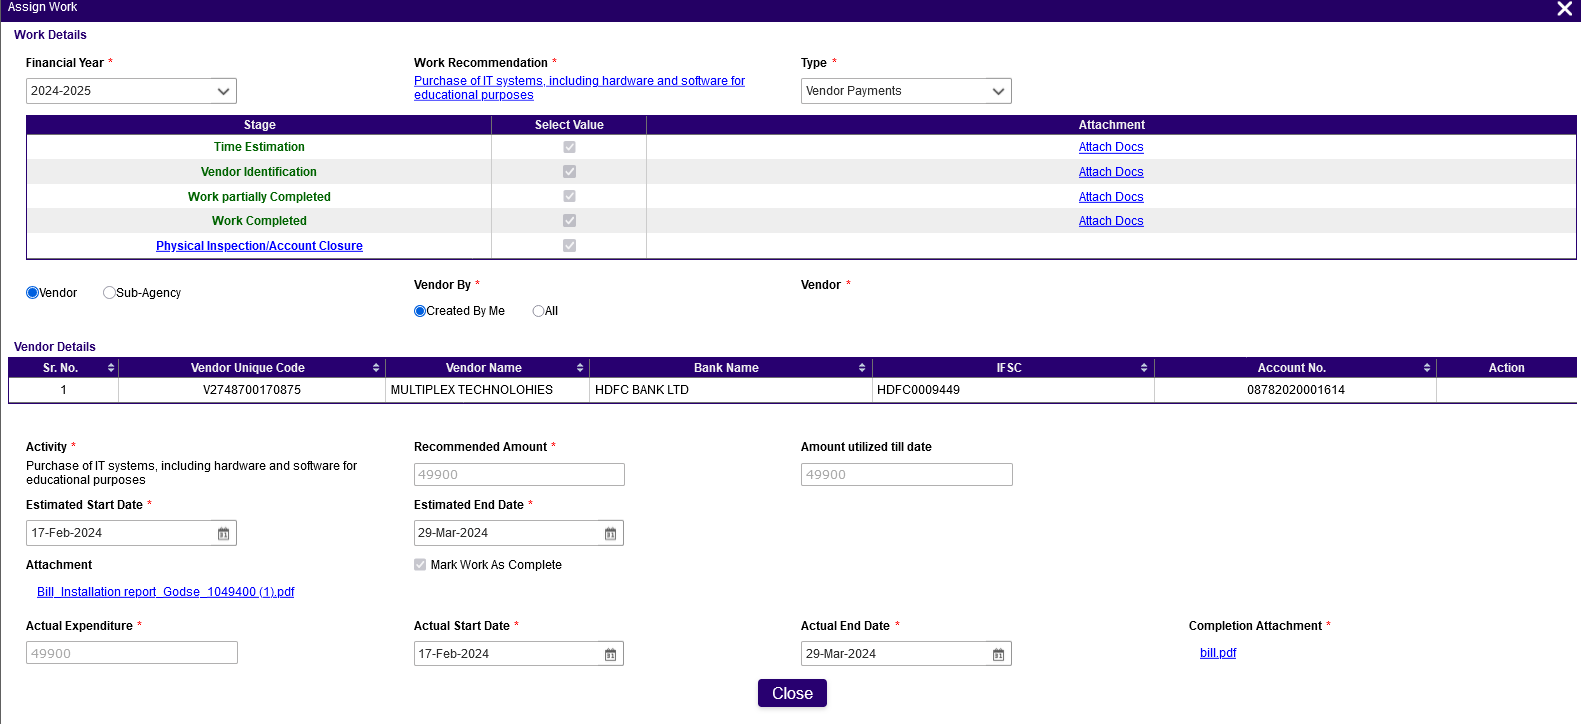 Assign Work
Work Details
Financial Year *
Work Recommendation *
Type *
2024-2025
Purchase of IT systems, including hardware and software for
educational purposes
Vendor Payments
Stage Select Value Attachment
Time Estimation Attach Docs
Vendor Identification Attach Docs
Work partially Completed Attach Docs
Work Completed Attach Docs
Physical Inspection/Account Closure
Vendor Sub-Agency
Vendor By *
Vendor *
Created By Me All
Vendor Details
Sr. No. Vendor Unique Code Vendor Name Bank Name IFSC Account No. Action
1 V2748700170875 MULTIPLEX TECHNOLOHIES HDFC BANK LTD HDFC0009449 08782020001614
Activity *
Recommended Amount *
Amount utilized till date
Purchase of IT systems, including hardware and software for
educational purposes
49900
49900
Estimated Start Date *
Estimated End Date *
17-Feb-2024
29-Mar-2024
Attachment
Mark Work As Complete
Bill_Installation report_Godse_1049400 (1).pdf
Actual Expenditure *
Actual Start Date *
Actual End Date *
Completion Attachment *
49900
17-Feb-2024
29-Mar-2024
bill.pdf
Close